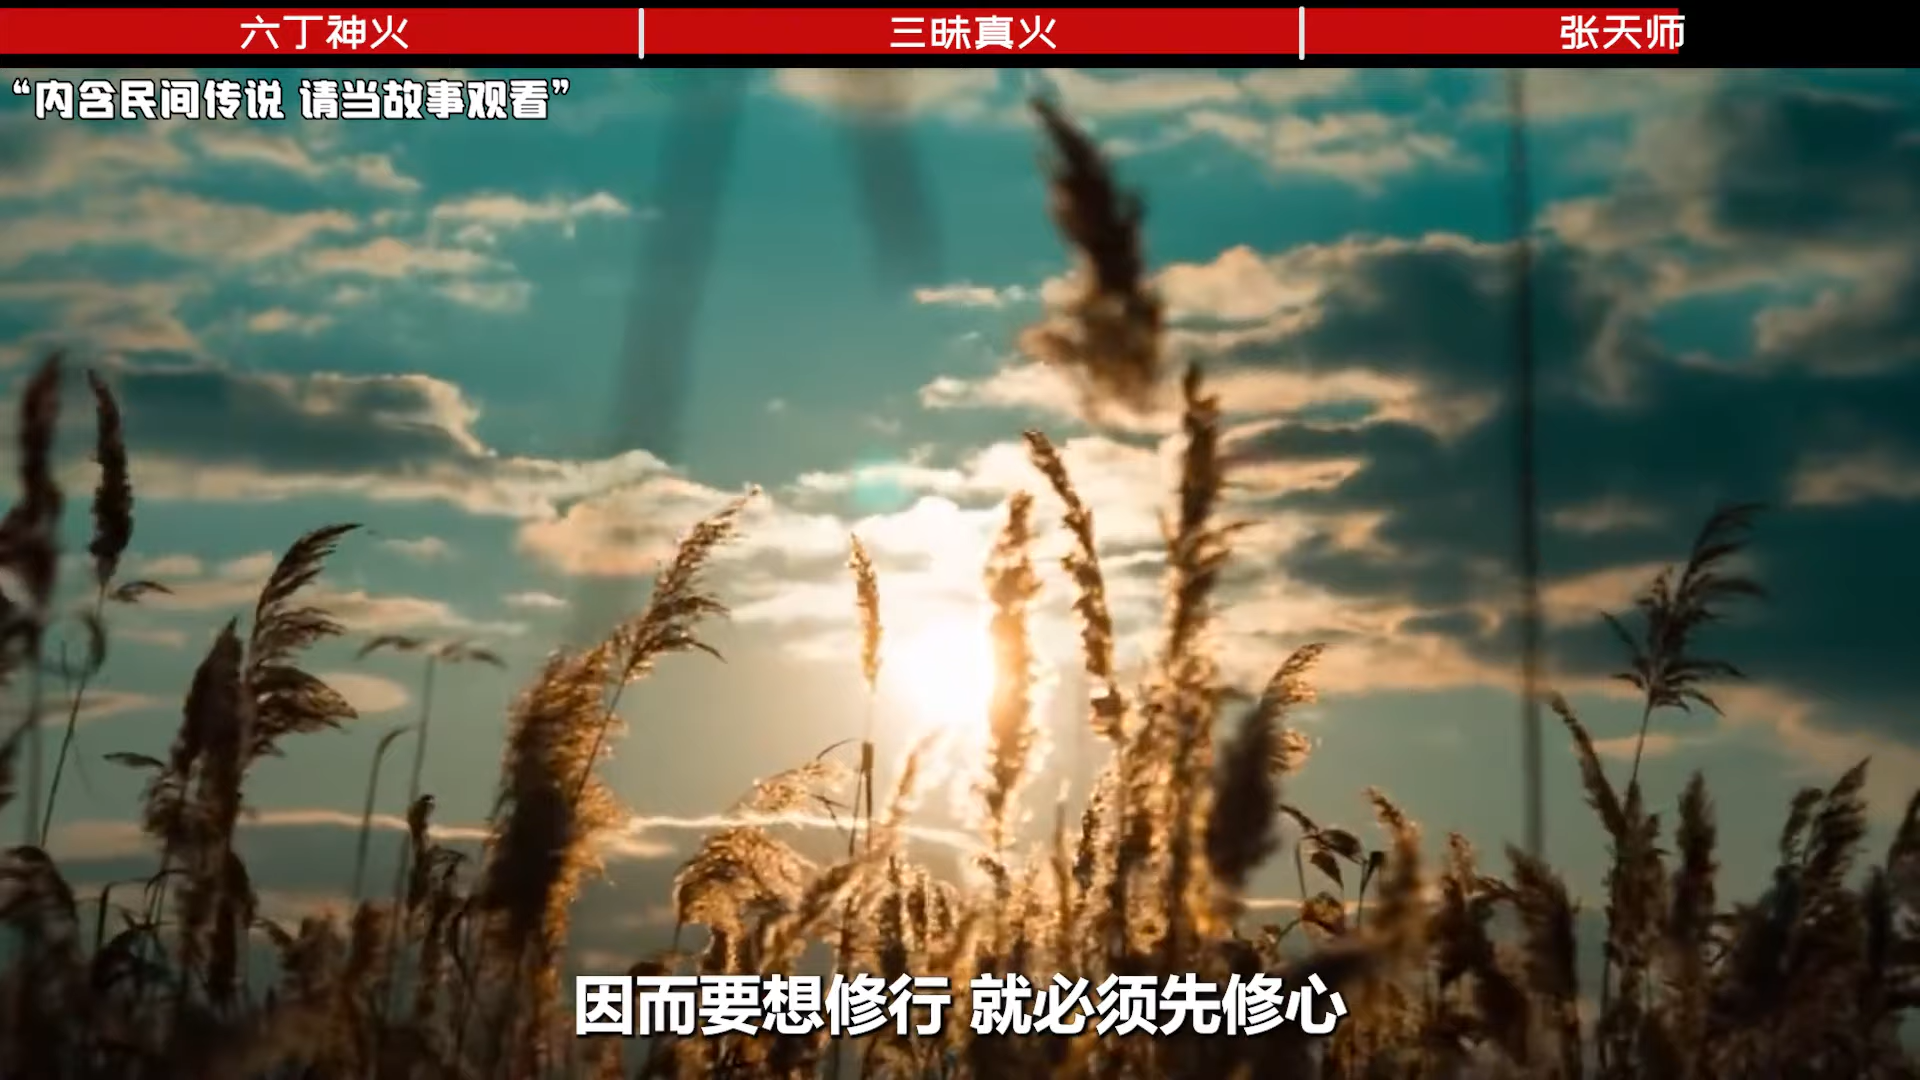 六丁神火
三昧真火
张天师
“内含民间传说 请当故事观看”
因而要想修行 就必须先修心